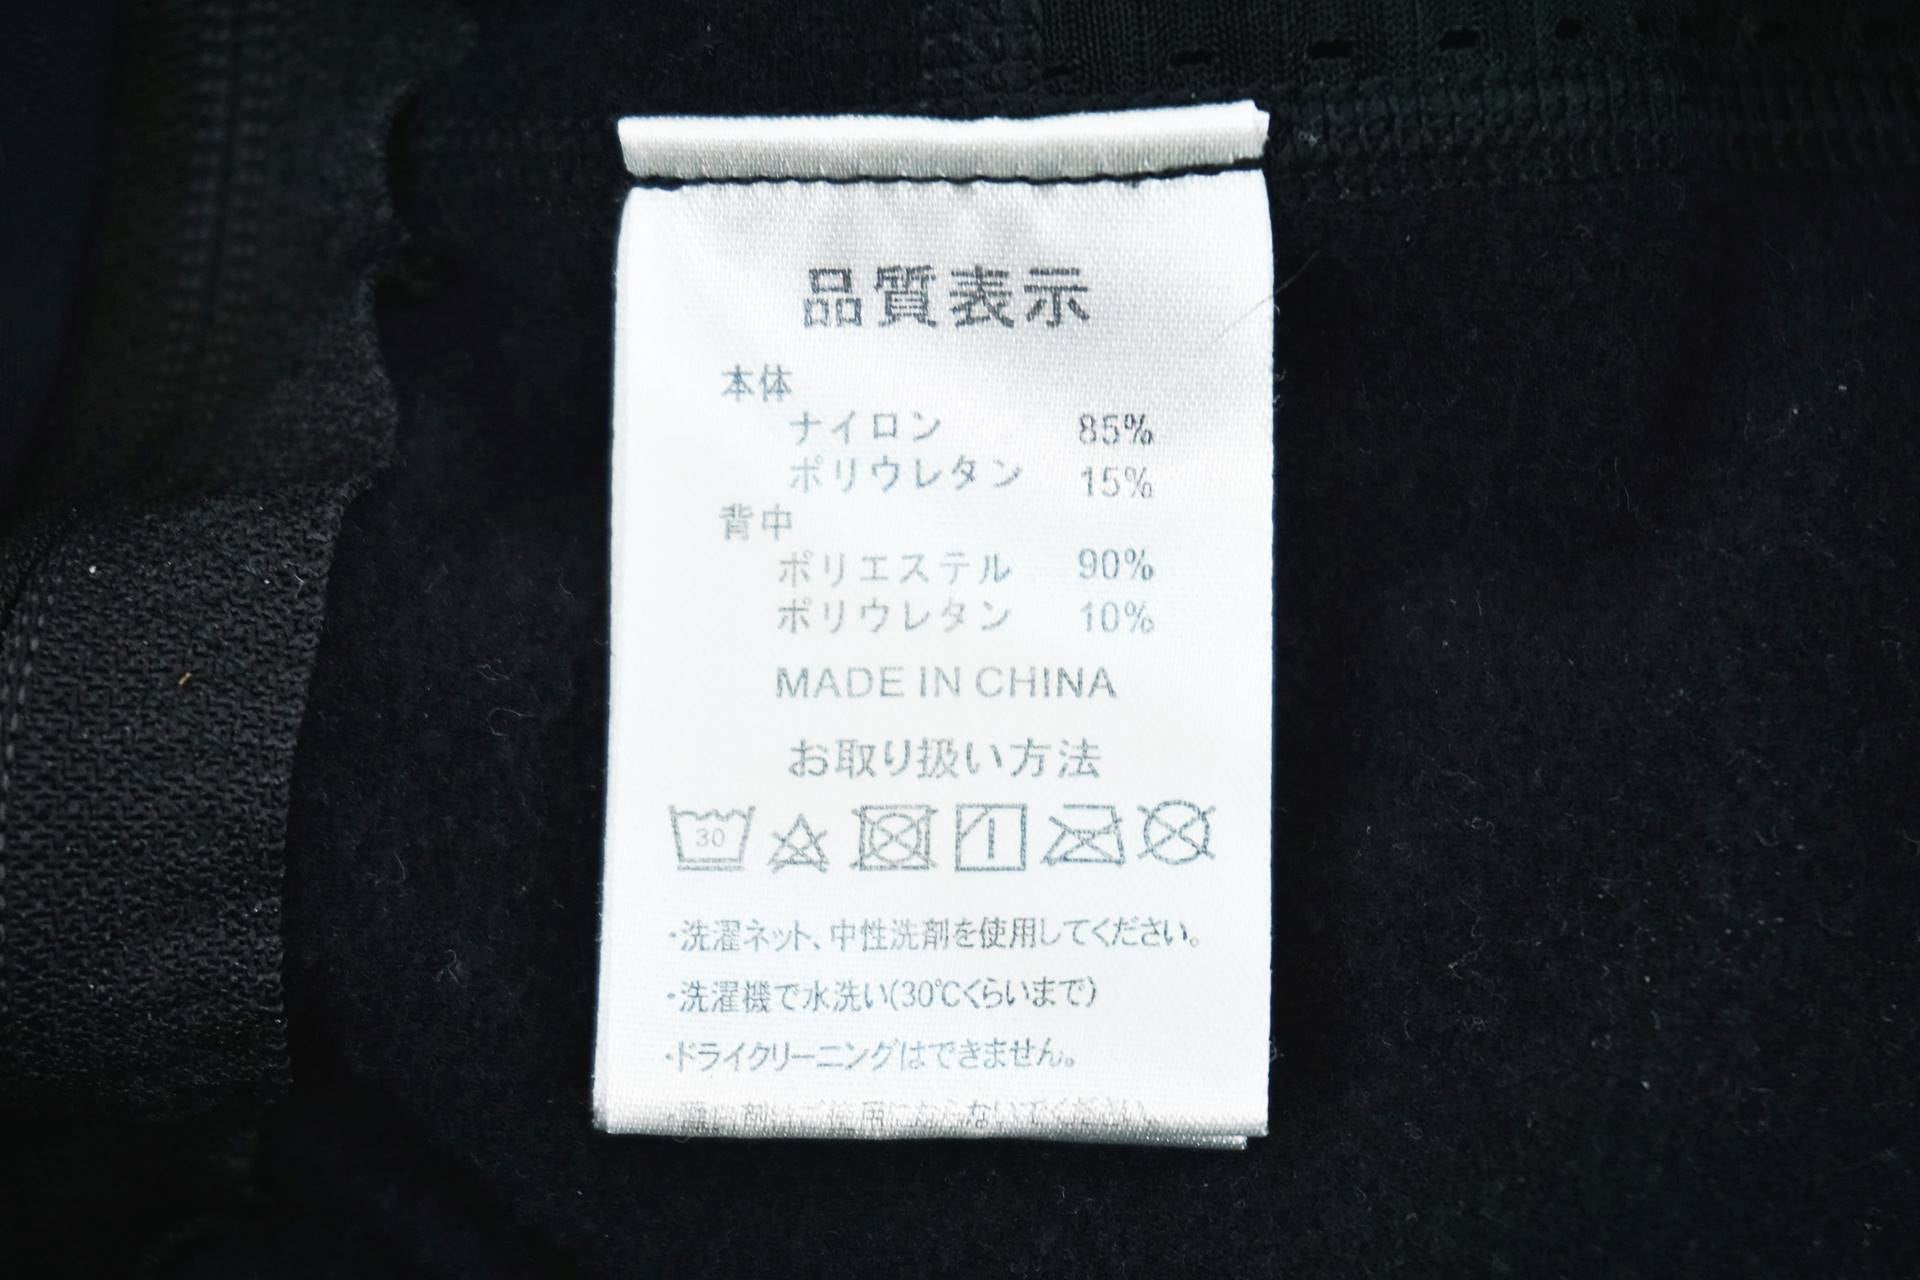 品質表示
本体
ナイロン 85%
ポリウレタン 15%
背中
ポリエステル 90%
ポリウレタン 10%
MADE IN CHINA
お取り扱い方法
30
・洗濯ネット、中性洗剤を使用してください。
・洗濯機で水洗い(30℃くらいまで)
・ドライクリーニングはできません。